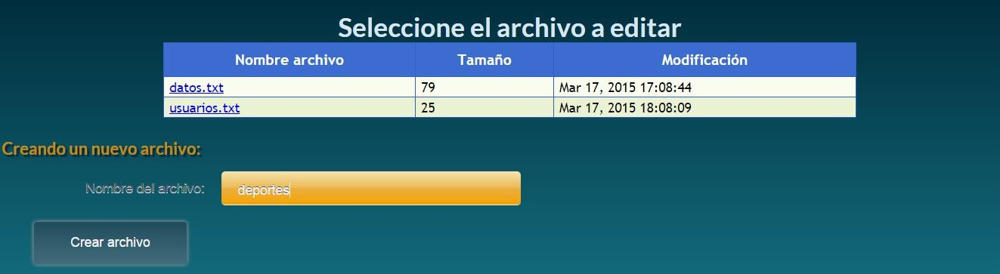 Seleccione el archivo a editar
Nombre archivo Tamaño Modificación
datos.txt 79 Mar 17, 2015 17:08:44
usuarios.txt 25 Mar 17, 2015 18:08:09
Creando un nuevo archivo:
Nombre del archivo: deportes
Crear archivo